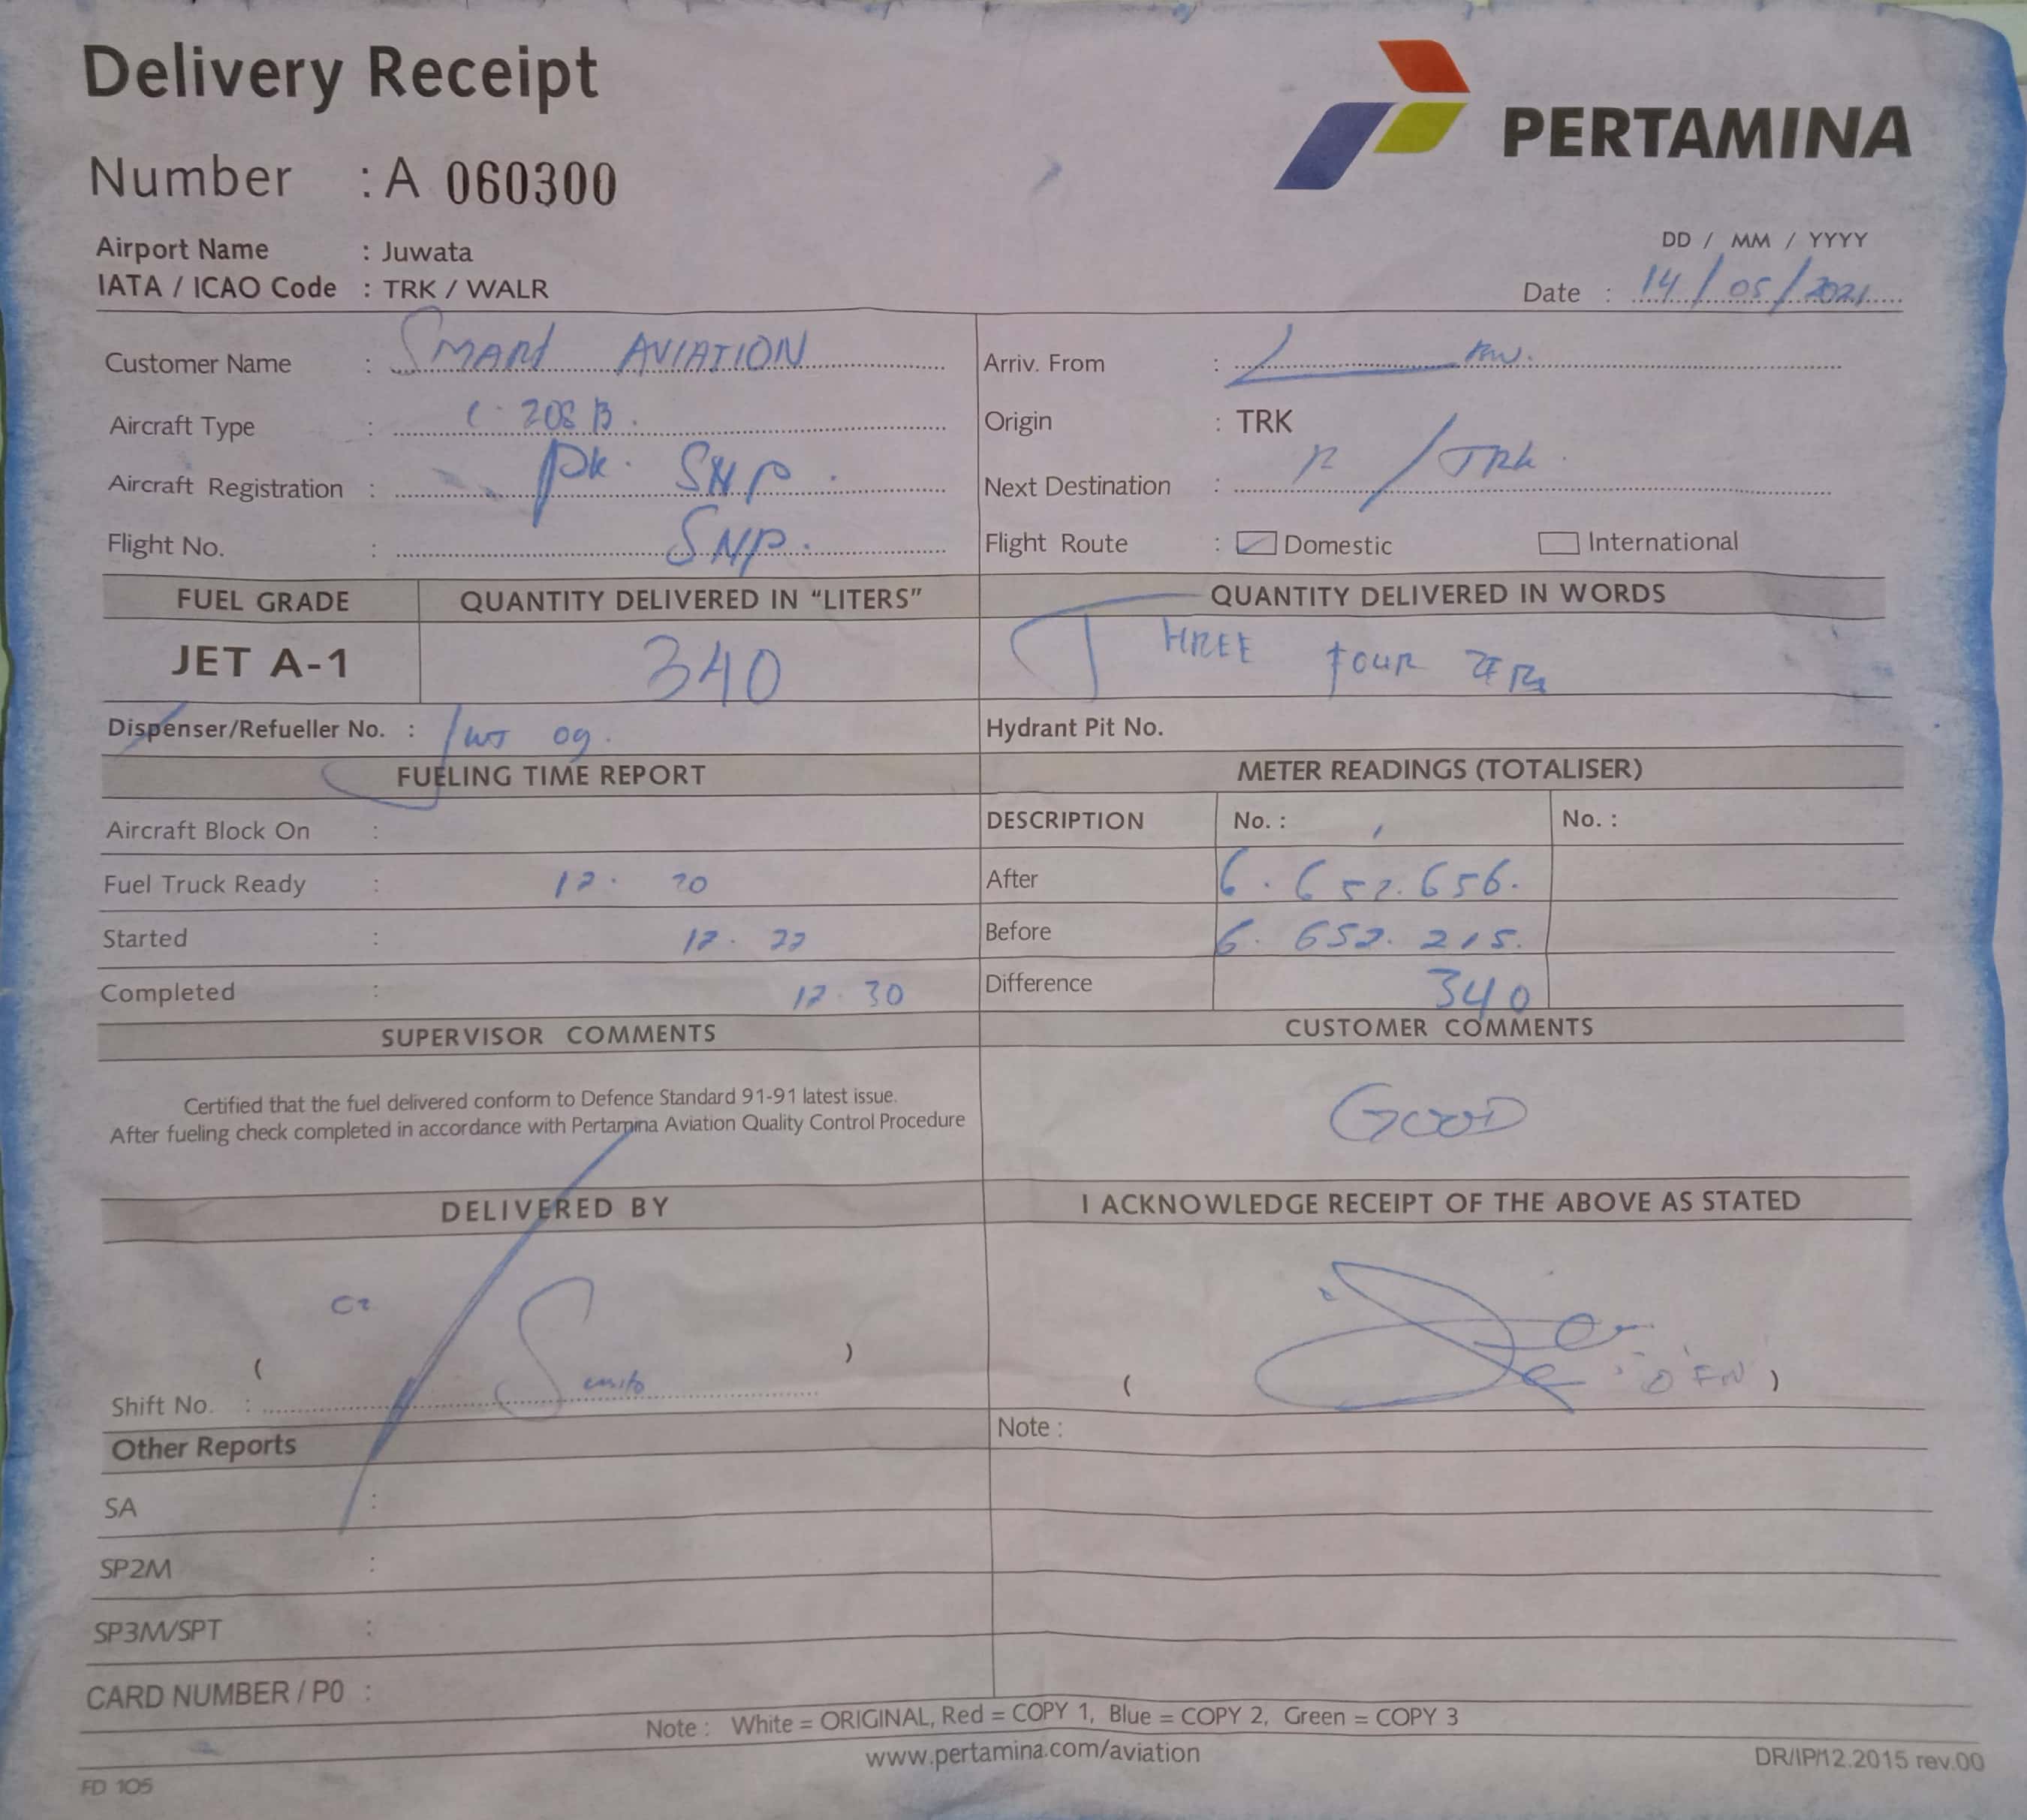 Delivery Receipt
PERTAMINA
Number : A 060300
Airport Name : Juwata
IATA / ICAO Code : TRK / WALR
DD / MM / YYYY
Date : 14/05/2021
Customer Name : SMART AVIATION
Arriv. From :
Aircraft Type : C 208 B.
Origin : TRK
Aircraft Registration : PK. SNP.
Next Destination : / TRK.
Flight No. : SNP.
Flight Route : Domestic International
FUEL GRADE QUANTITY DELIVERED IN "LITERS" QUANTITY DELIVERED IN WORDS
JET A-1 340 THREE FOUR
Dispenser/Refueller No. : 09.
Hydrant Pit No.
FUELING TIME REPORT METER READINGS (TOTALISER)
Aircraft Block On :
DESCRIPTION No. : No. :
Fuel Truck Ready : 12. 20
After 6.652.656.
Started : 12. 22
Before 6. 652. 215.
Completed : 12. 30
Difference 340
SUPERVISOR COMMENTS CUSTOMER COMMENTS
Certified that the fuel delivered conform to Defence Standard 91-91 latest issue.
After fueling check completed in accordance with Pertamina Aviation Quality Control Procedure
GOOD
DELIVERED BY I ACKNOWLEDGE RECEIPT OF THE ABOVE AS STATED
( ) ( )
Shift No. :
Note :
Other Reports
SA :
SP2M :
SP3M/SPT :
CARD NUMBER / PO :
Note : White = ORIGINAL, Red = COPY 1, Blue = COPY 2, Green = COPY 3
www.pertamina.com/aviation
DR/IP/12.2015 rev.00
FD 105